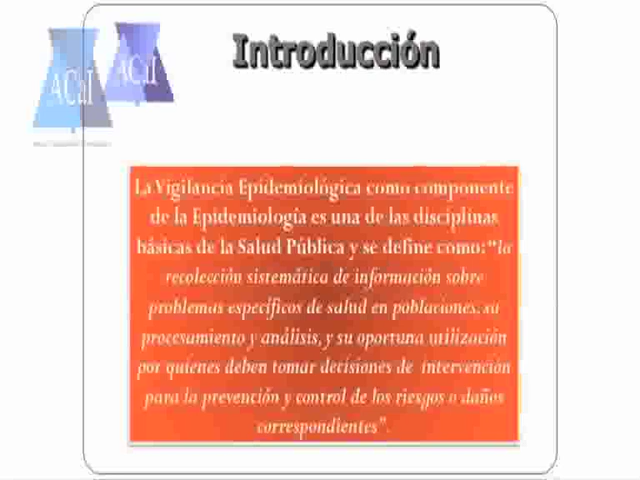 Introducción
AChI
AChI
La Vigilancia Epidemiológica como componente
de la Epidemiología es una de las disciplinas
básicas de la Salud Pública y se define como: "la
recolección sistemática de información sobre
problemas específicos de salud en poblaciones, su
procesamiento y análisis, y su oportuna utilización
por quienes deben tomar decisiones de intervención
para la prevención y control de los riesgos o daños
correspondientes".